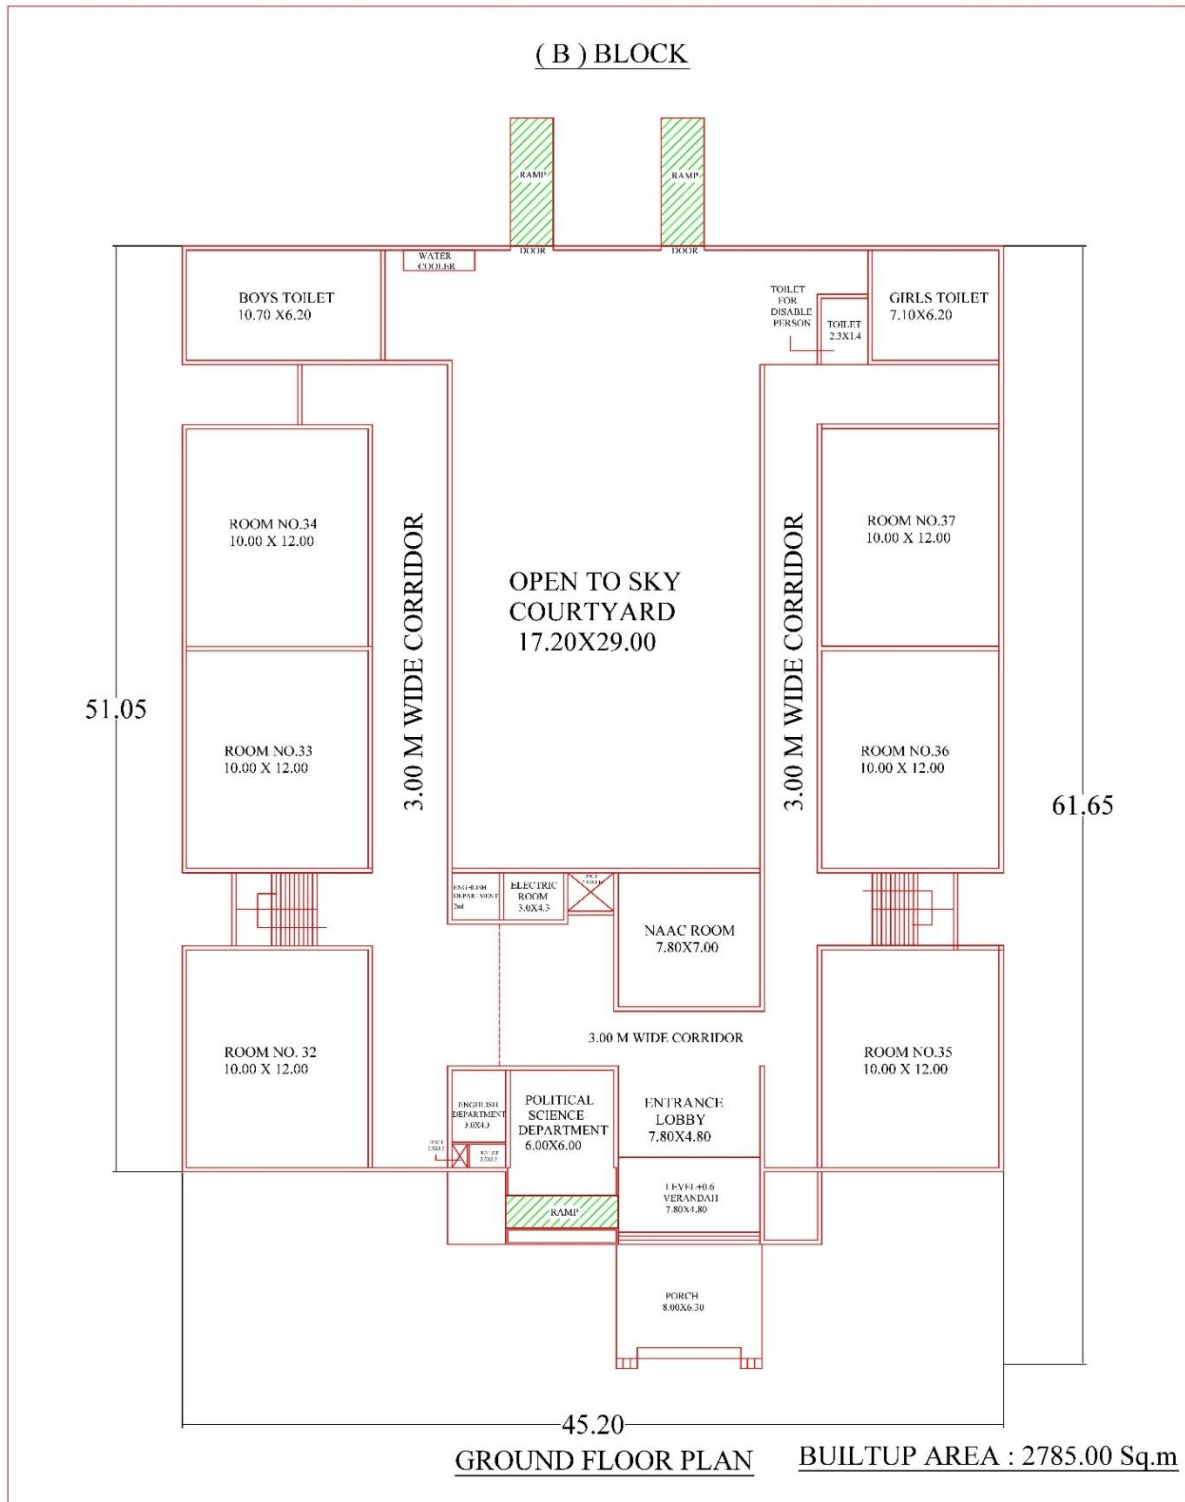 ( B ) BLOCK
RAMP
RAMP
DOOR
DOOR
WATER
COOLER
BOYS TOILET
10.70 X6.20
TOILET
FOR
DISABLE
PERSON
TOILET
2.3X1.4
GIRLS TOILET
7.10X6.20
ROOM NO.34
10.00 X 12.00
3.00 M WIDE CORRIDOR
OPEN TO SKY
COURTYARD
17.20X29.00
3.00 M WIDE CORRIDOR
ROOM NO.37
10.00 X 12.00
51.05
ROOM NO.33
10.00 X 12.00
ROOM NO.36
10.00 X 12.00
61.65
ENGHLISH
DEPARTMENT
ELECTRIC
ROOM
3.0X4.3
NAAC ROOM
7.80X7.00
3.00 M WIDE CORRIDOR
ROOM NO. 32
10.00 X 12.00
ROOM NO.35
10.00 X 12.00
ENGHLISH
DEPARTMENT
3.0X4.3
POLITICAL
SCIENCE
DEPARTMENT
6.00X6.00
ENTRANCE
LOBBY
7.80X4.80
LEVEL+0.6
VERANDAH
7.80X4.80
RAMP
PORCH
8.00X6.30
45.20
GROUND FLOOR PLAN
BUILTUP AREA : 2785.00 Sq.m